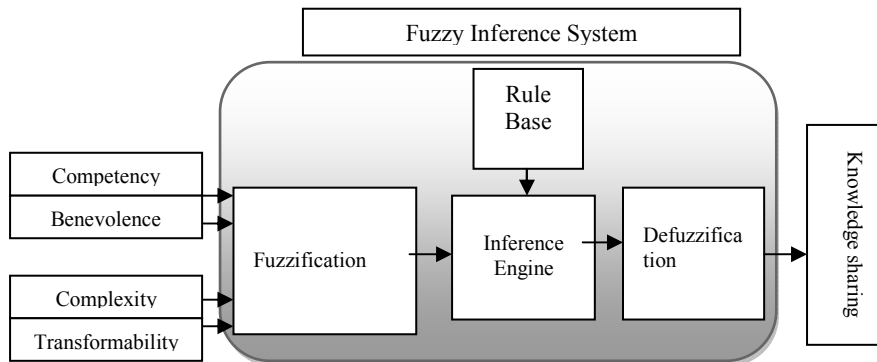 Fuzzy Inference System
Rule
Base
Competency
Benevolence
Complexity
Transformability
Fuzzification
Inference
Engine
Defuzzifica
tion
Knowledge sharing